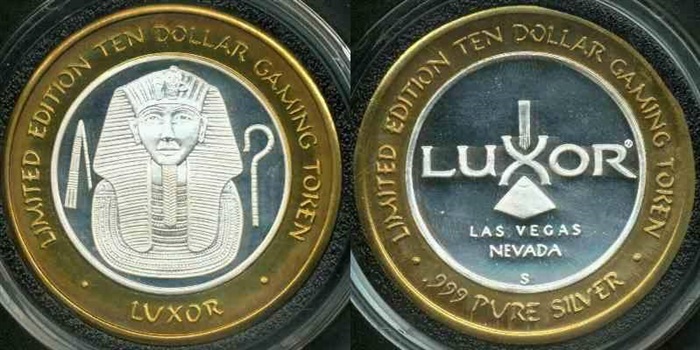 LIMITED EDITION TEN DOLLAR GAMING TOKEN
• LUXOR •
LIMITED EDITION TEN DOLLAR GAMING TOKEN
LUXOR®
LAS VEGAS
NEVADA
S
• .999 PURE SILVER •